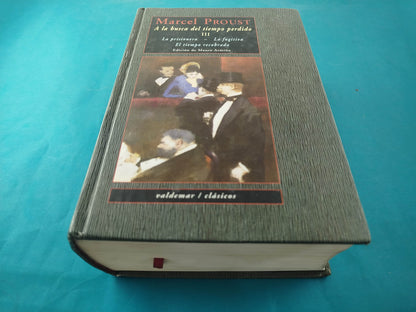 Marcel PROUST
A la busca del tiempo perdido
III
La prisionera – La fugitiva
El tiempo recobrado
Edición de Mauro Armiño
valdemar / clásicos